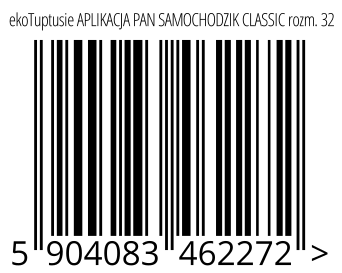 ekoTuptusie APLIKACJA PAN SAMOCHODZIK CLASSIC rozm. 32
5 904083 462272 >